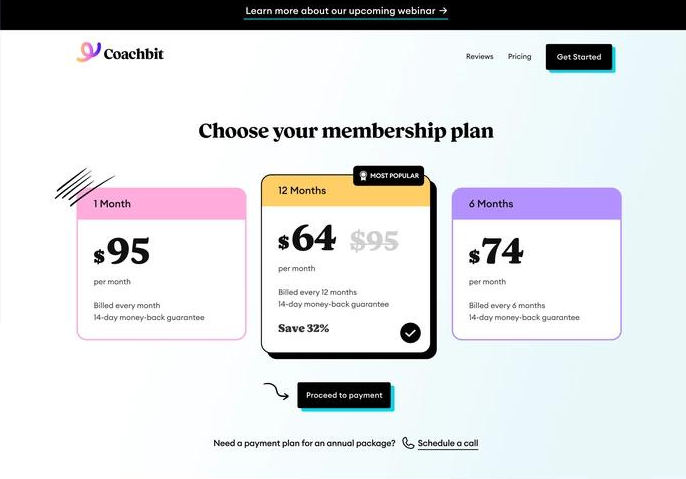 Learn more about our upcoming webinar →
Coachbit
Reviews
Pricing
Get Started
Choose your membership plan
1 Month
$95
per month
Billed every month
14-day money-back guarantee
MOST POPULAR
12 Months
$64 $95
per month
Billed every 12 months
14-day money-back guarantee
Save 32%
6 Months
$74
per month
Billed every 6 months
14-day money-back guarantee
Proceed to payment
Need a payment plan for an annual package? Schedule a call